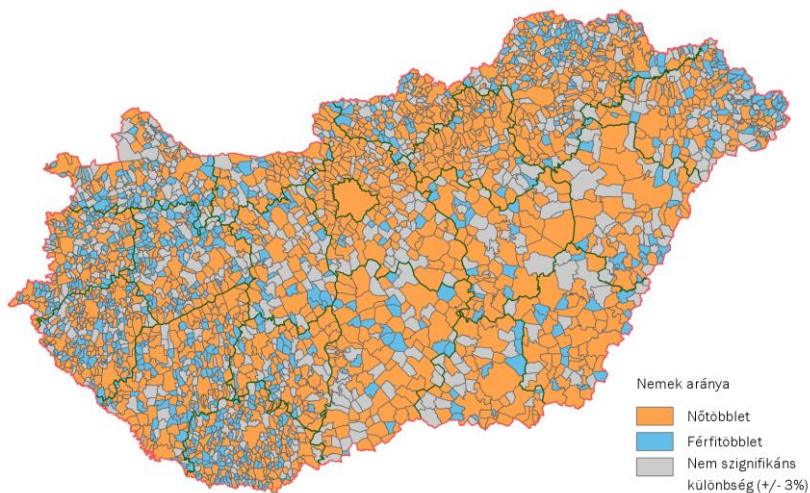 Nemek aránya
Nőtöbblet
Férfitöbblet
Nem szignifikáns
különbség (+/- 3%)